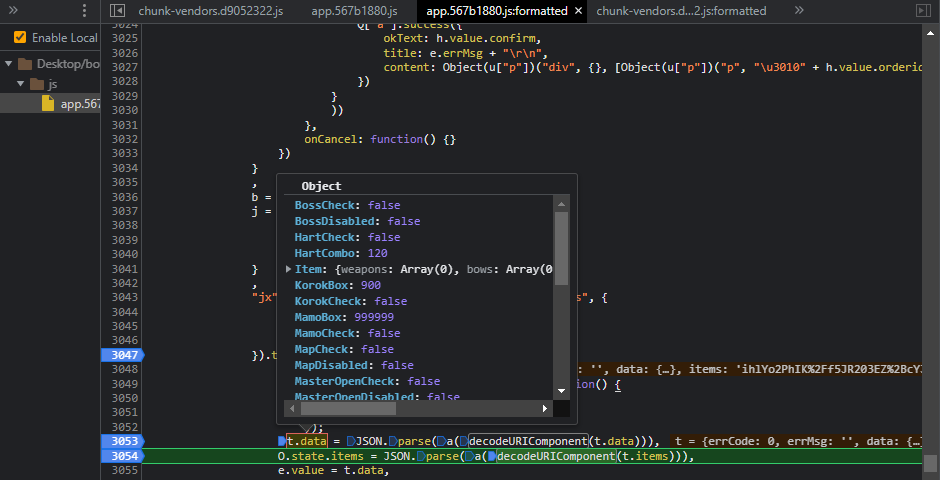 chunk-vendors.d9052322.js
app.567b1880.js
app.567b1880.js:formatted
chunk-vendors.d...2.js:formatted
Enable Local
Desktop/bo
js
app.567
3025 okText: h.value.confirm,
3026 title: e.errMsg + "\r\n",
3027 content: Object(u["p"])("div", {}, [Object(u["p"])("p", "\u3010" + h.value.orderid
3028 })
3029 }
3030 ))
3031 },
3032 onCancel: function() {}
3033 })
3034 }
3035 ,
3036 b =
3037 j =
3038
3039
3040
3041 }
3042 ,
3043 "jx" s", {
3044
3045
3046
3047 }).t
3048 : '', data: {…}, items: 'ihlYo2PhIK%2Ff5JR203EZ%2BcY
3049 ion() {
3050
3051
3052 );
3053 t.data = JSON.parse(a(decodeURIComponent(t.data))), t = {errCode: 0, errMsg: '', data: {…}
3054 O.state.items = JSON.parse(a(decodeURIComponent(t.items))),
3055 e.value = t.data,
Object
BossCheck: false
BossDisabled: false
HartCheck: false
HartCombo: 120
Item: {weapons: Array(0), bows: Array(0
KorokBox: 900
KorokCheck: false
MamoBox: 999999
MamoCheck: false
MapCheck: false
MapDisabled: false
MasterOpenCheck: false
MasterOpenDisabled: false